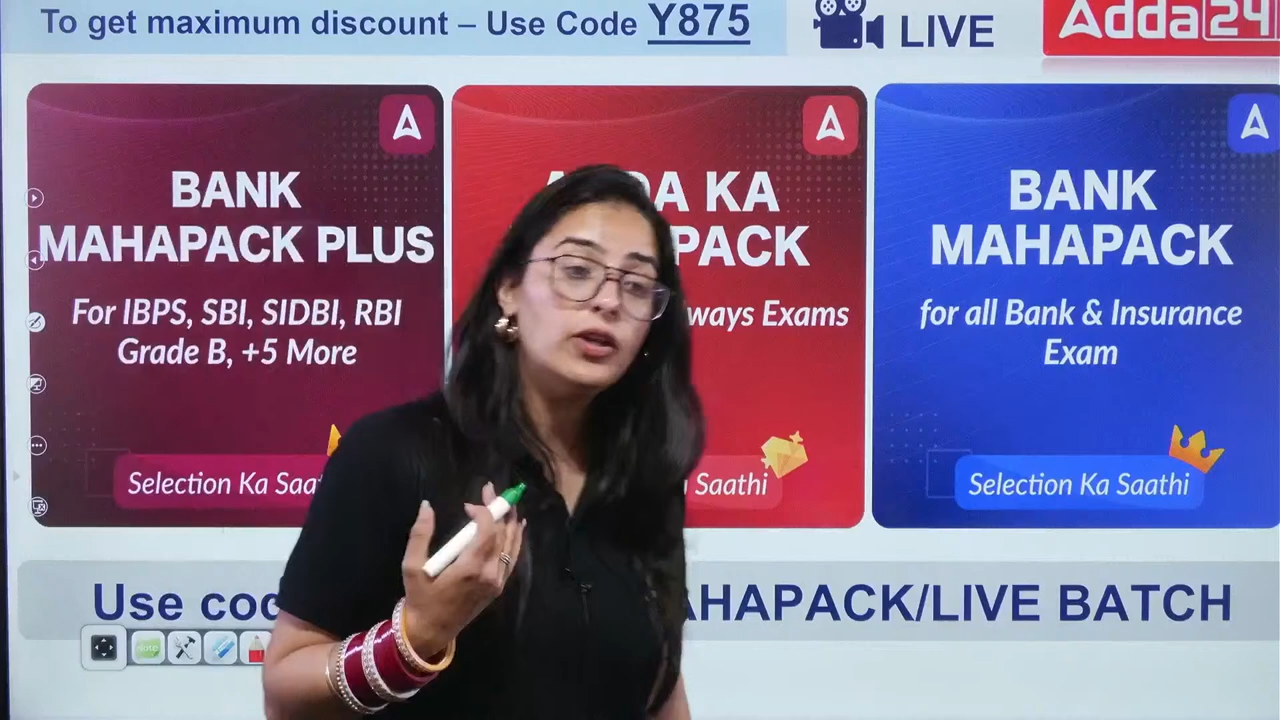 To get maximum discount – Use Code Y875
LIVE
Adda24
BANK
MAHAPACK PLUS
For IBPS, SBI, SIDBI, RBI
Grade B, +5 More
Selection Ka
KA
PACK
Exams
Saathi
BANK
MAHAPACK
for all Bank & Insurance
Exam
Selection Ka Saathi
Use
MAHAPACK/LIVE BATCH